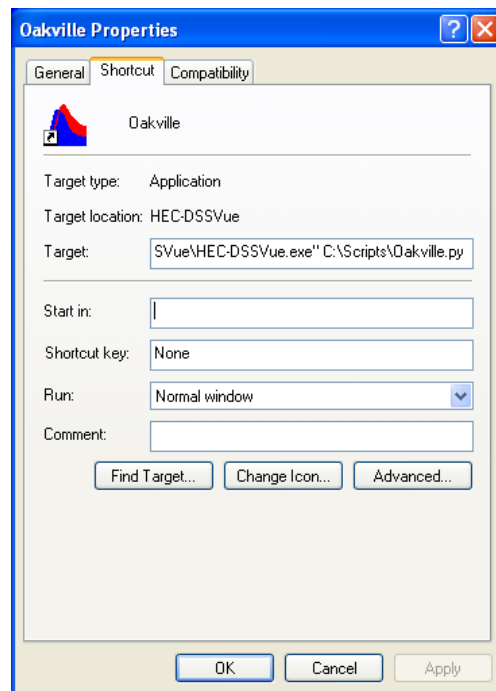 Oakville Properties
General Shortcut Compatibility
Oakville
Target type: Application
Target location: HEC-DSSVue
Target: SVue\HEC-DSSVue.exe" C:\Scripts\Oakville.py
Start in:
Shortcut key: None
Run: Normal window
Comment:
Find Target... Change Icon... Advanced...
OK Cancel Apply